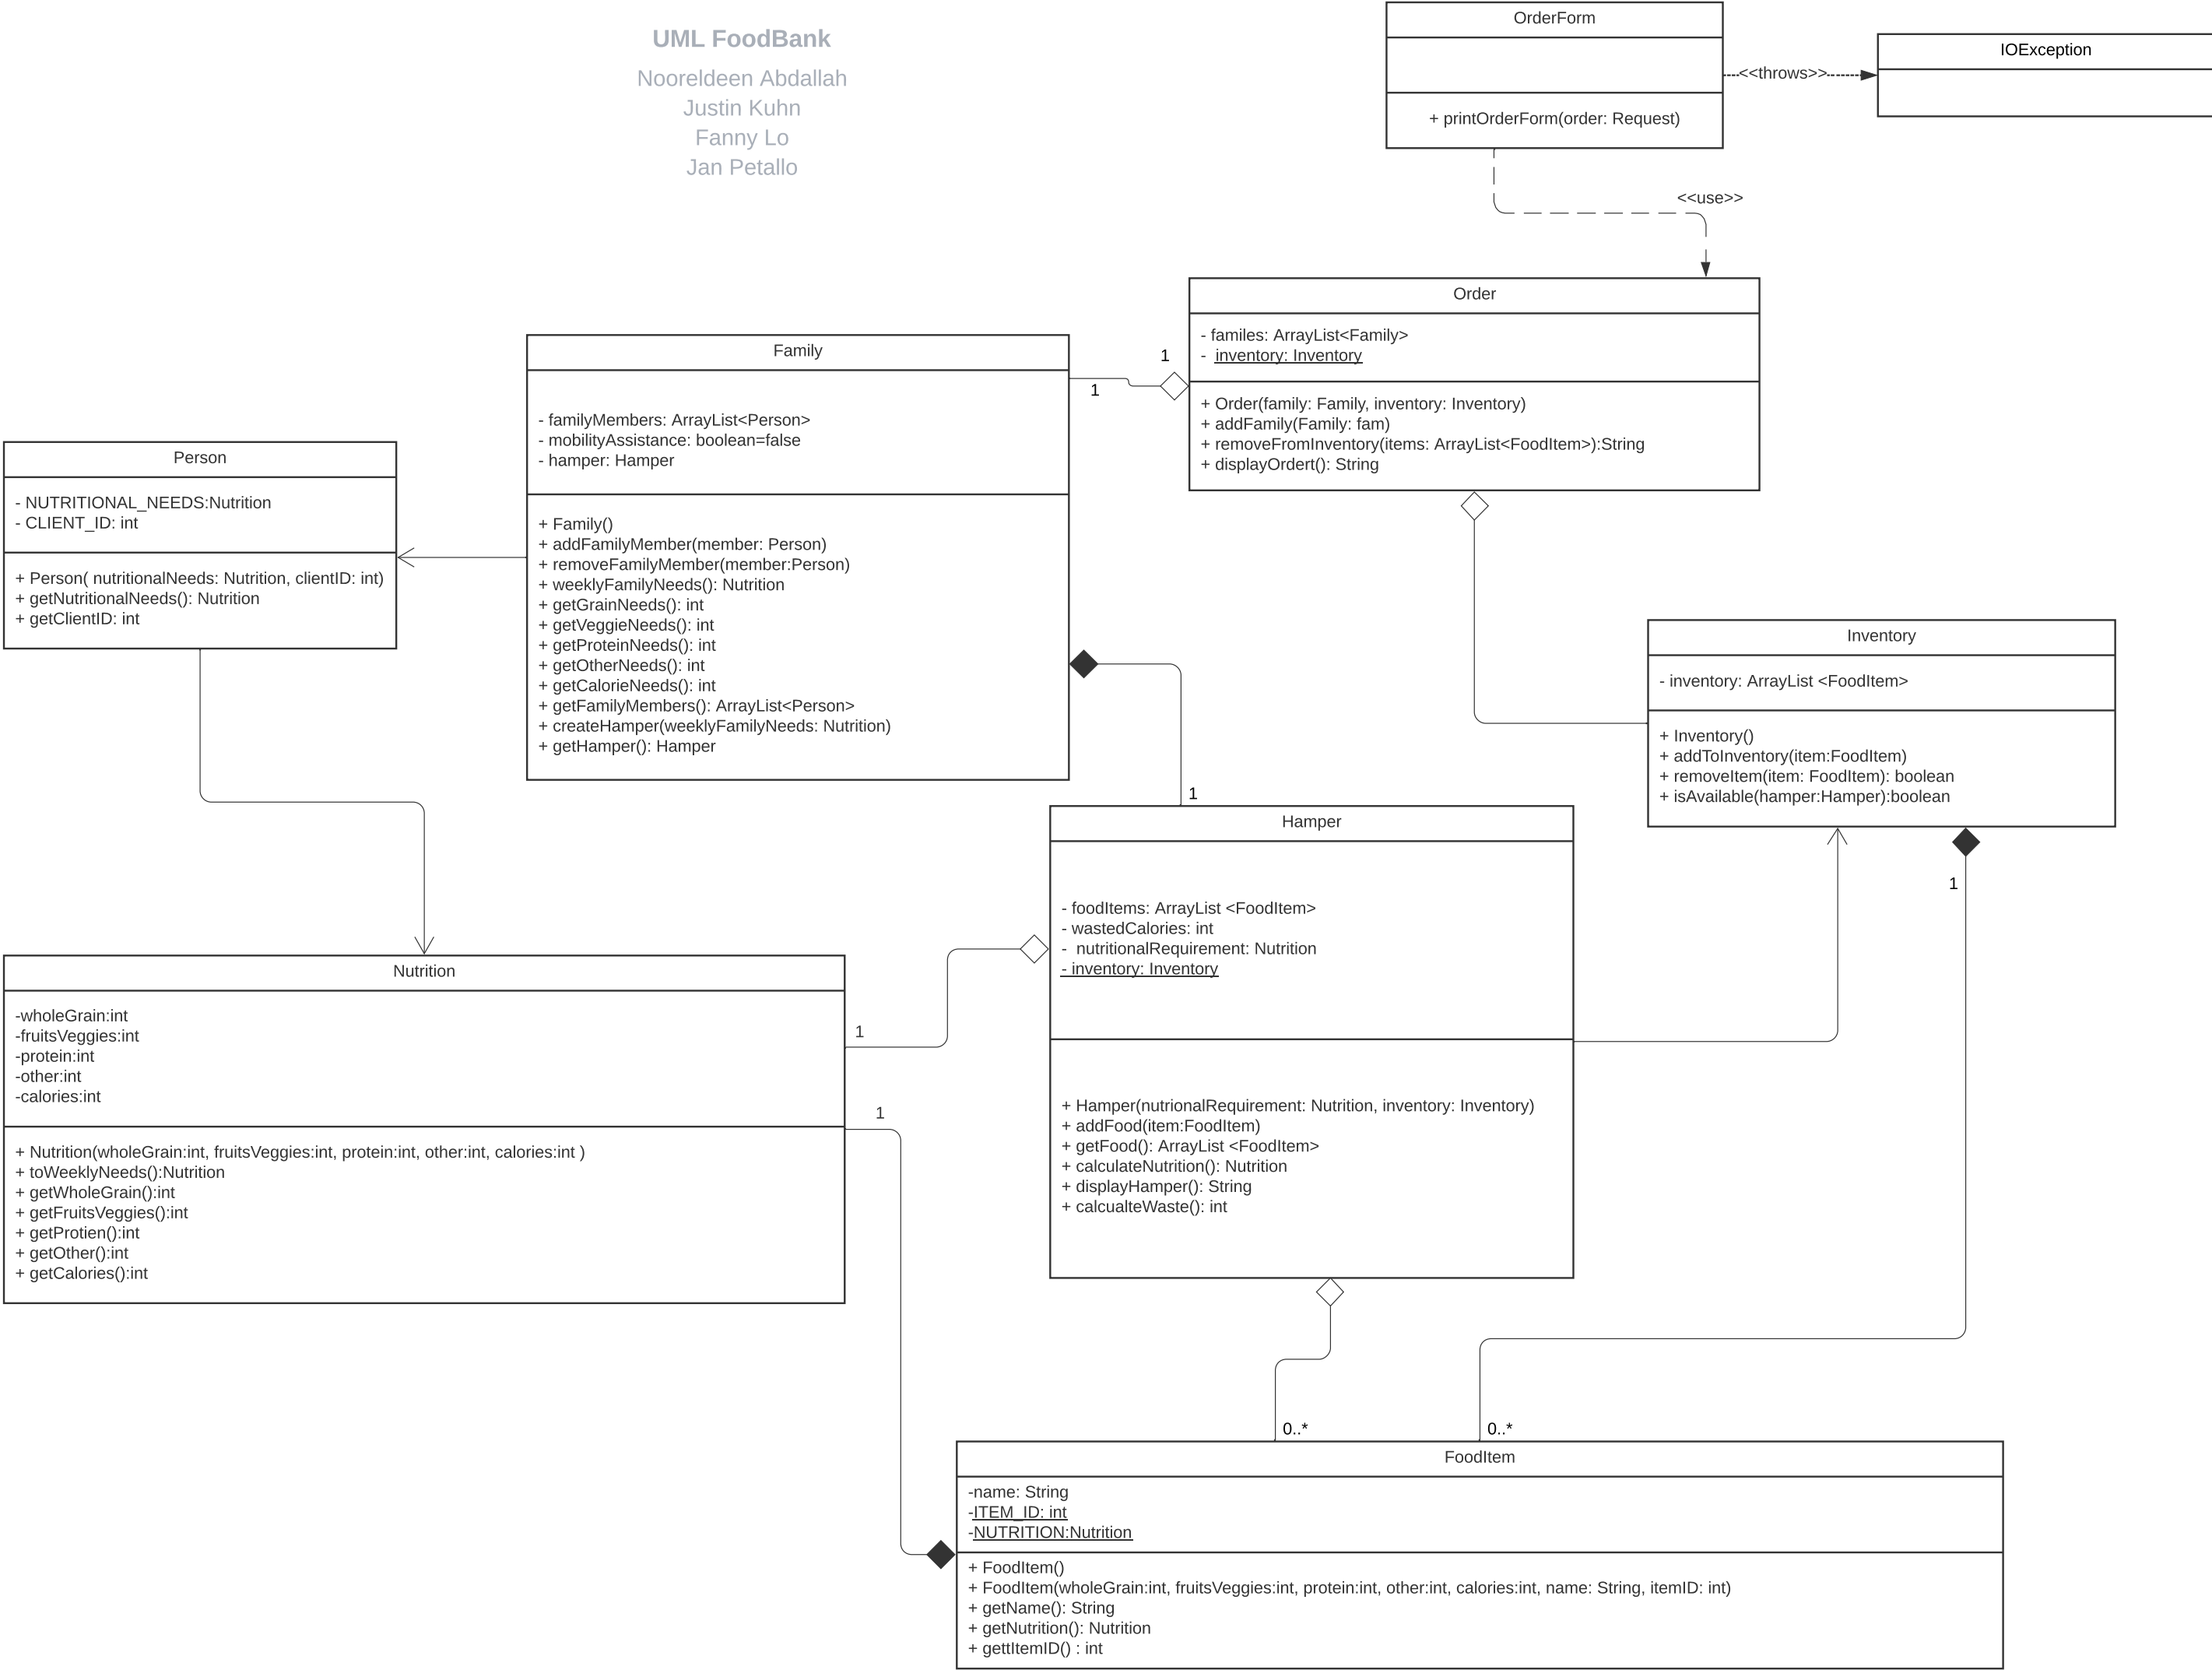 UML FoodBank
Nooreldeen Abdallah
Justin Kuhn
Fanny Lo
Jan Petallo
OrderForm
+ printOrderForm(order: Request)
<<throws>>
IOException
<<use>>
Order
- familes: ArrayList<Family>
- inventory: Inventory
+ Order(family: Family, inventory: Inventory)
+ addFamily(Family: fam)
+ removeFromInventory(items: ArrayList<FoodItem>):String
+ displayOrdert(): String
1
1
Family
- familyMembers: ArrayList<Person>
- mobilityAssistance: boolean=false
- hamper: Hamper
+ Family()
+ addFamilyMember(member: Person)
+ removeFamilyMember(member:Person)
+ weeklyFamilyNeeds(): Nutrition
+ getGrainNeeds(): int
+ getVeggieNeeds(): int
+ getProteinNeeds(): int
+ getOtherNeeds(): int
+ getCalorieNeeds(): int
+ getFamilyMembers(): ArrayList<Person>
+ createHamper(weeklyFamilyNeeds: Nutrition)
+ getHamper(): Hamper
Person
- NUTRITIONAL_NEEDS:Nutrition
- CLIENT_ID: int
+ Person( nutritionalNeeds: Nutrition, clientID: int)
+ getNutritionalNeeds(): Nutrition
+ getClientID: int
Inventory
- inventory: ArrayList <FoodItem>
+ Inventory()
+ addToInventory(item:FoodItem)
+ removeItem(item: FoodItem): boolean
+ isAvailable(hamper:Hamper):boolean
1
1
Hamper
- foodItems: ArrayList <FoodItem>
- wastedCalories: int
- nutritionalRequirement: Nutrition
- inventory: Inventory
+ Hamper(nutrionalRequirement: Nutrition, inventory: Inventory)
+ addFood(item:FoodItem)
+ getFood(): ArrayList <FoodItem>
+ calculateNutrition(): Nutrition
+ displayHamper(): String
+ calcualteWaste(): int
Nutrition
-wholeGrain:int
-fruitsVeggies:int
-protein:int
-other:int
-calories:int
+ Nutrition(wholeGrain:int, fruitsVeggies:int, protein:int, other:int, calories:int )
+ toWeeklyNeeds():Nutrition
+ getWholeGrain():int
+ getFruitsVeggies():int
+ getProtien():int
+ getOther():int
+ getCalories():int
1
1
0..*
0..*
FoodItem
-name: String
-ITEM_ID: int
-NUTRITION:Nutrition
+ FoodItem()
+ FoodItem(wholeGrain:int, fruitsVeggies:int, protein:int, other:int, calories:int, name: String, itemID: int)
+ getName(): String
+ getNutrition(): Nutrition
+ gettItemID() : int